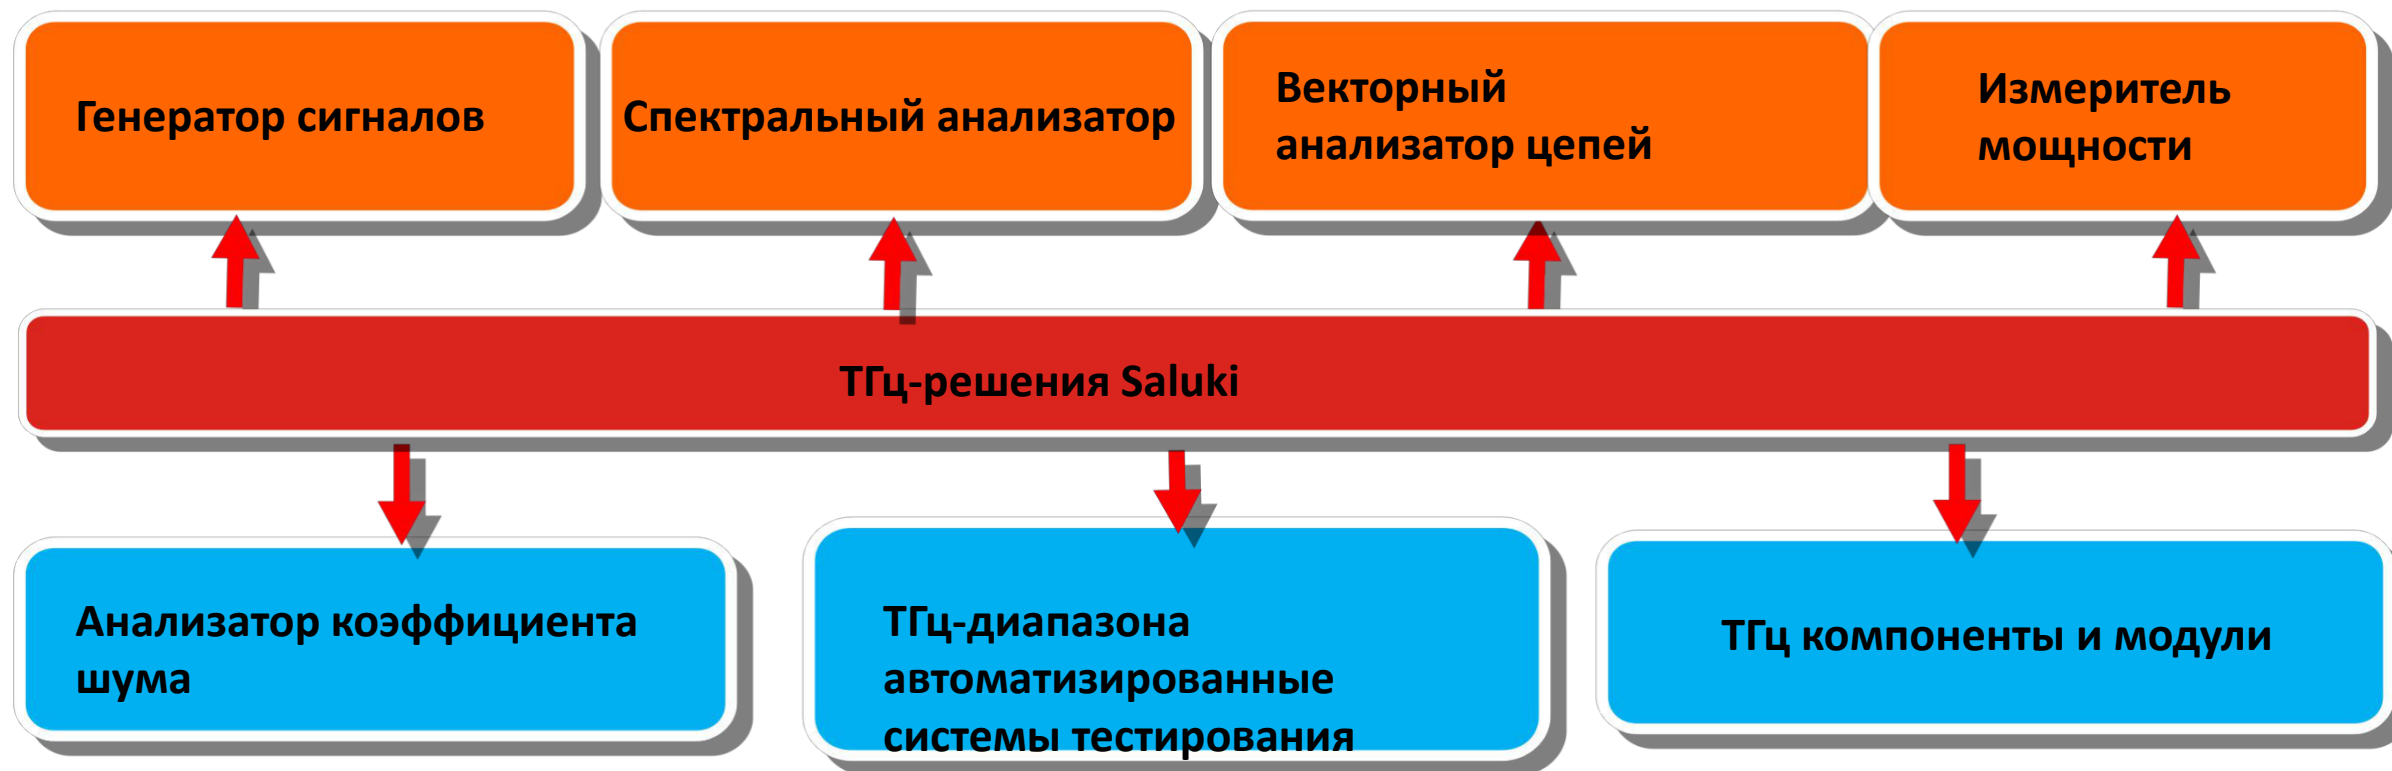 Генератор сигналов
Спектральный анализатор
Векторный
анализатор цепей
Измеритель
мощности
ТГц-решения Saluki
Анализатор коэффициента
шума
ТГц-диапазона
автоматизированные
системы тестирования
ТГц компоненты и модули